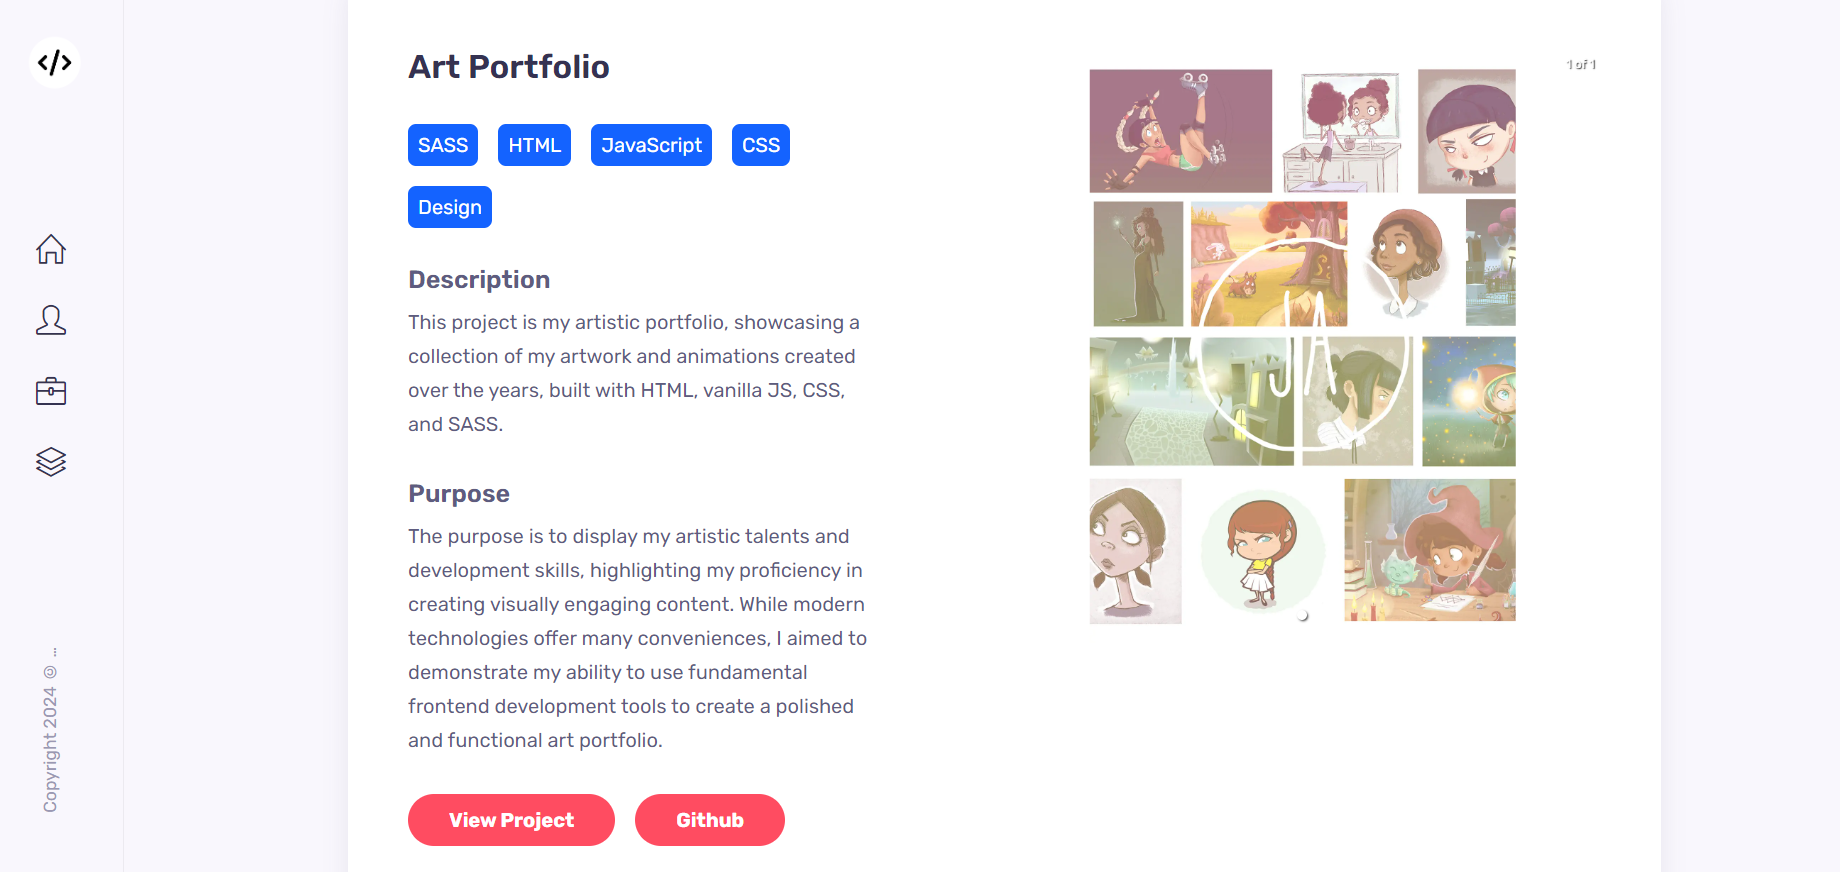 </>
Art Portfolio
1 of 1
SASS HTML JavaScript CSS
Design
Description
This project is my artistic portfolio, showcasing a
collection of my artwork and animations created
over the years, built with HTML, vanilla JS, CSS,
and SASS.
JA
Purpose
The purpose is to display my artistic talents and
development skills, highlighting my proficiency in
creating visually engaging content. While modern
technologies offer many conveniences, I aimed to
demonstrate my ability to use fundamental
frontend development tools to create a polished
and functional art portfolio.
View Project Github
Copyright 2024 © ...